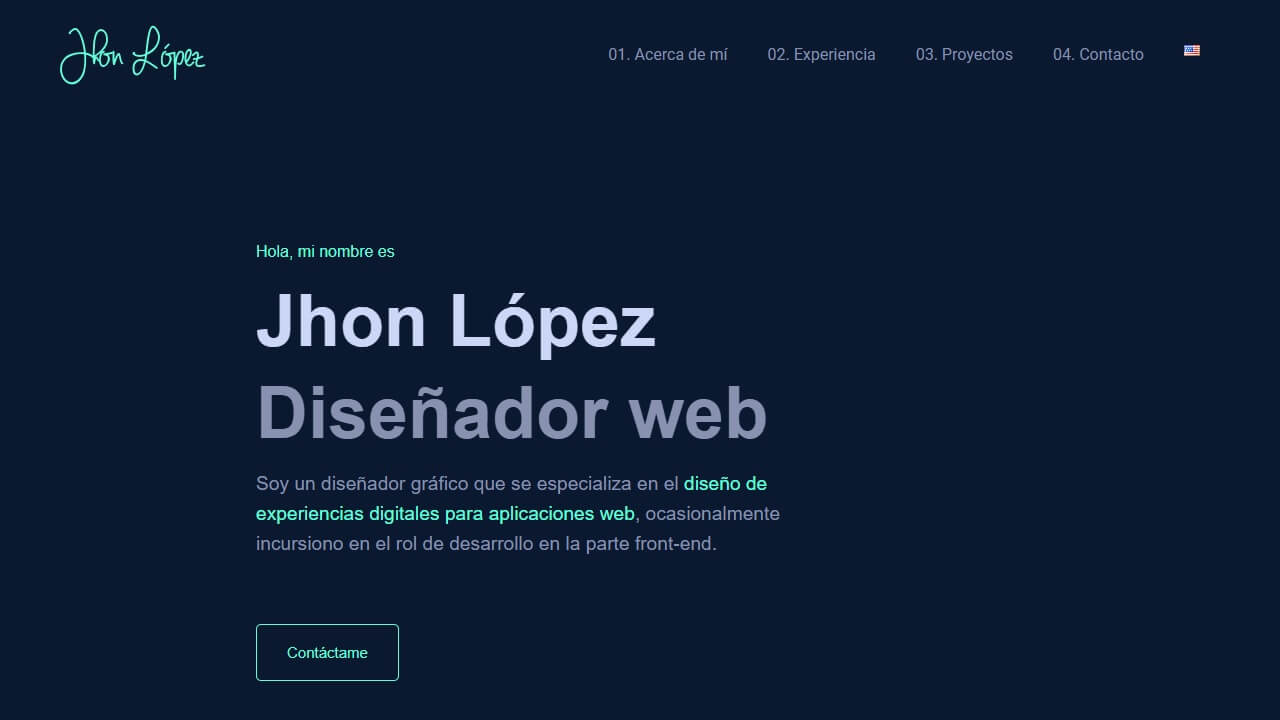 Jhon López
01. Acerca de mí
02. Experiencia
03. Proyectos
04. Contacto
Hola, mi nombre es
Jhon López
Diseñador web
Soy un diseñador gráfico que se especializa en el diseño de
experiencias digitales para aplicaciones web, ocasionalmente
incursiono en el rol de desarrollo en la parte front-end.
Contáctame